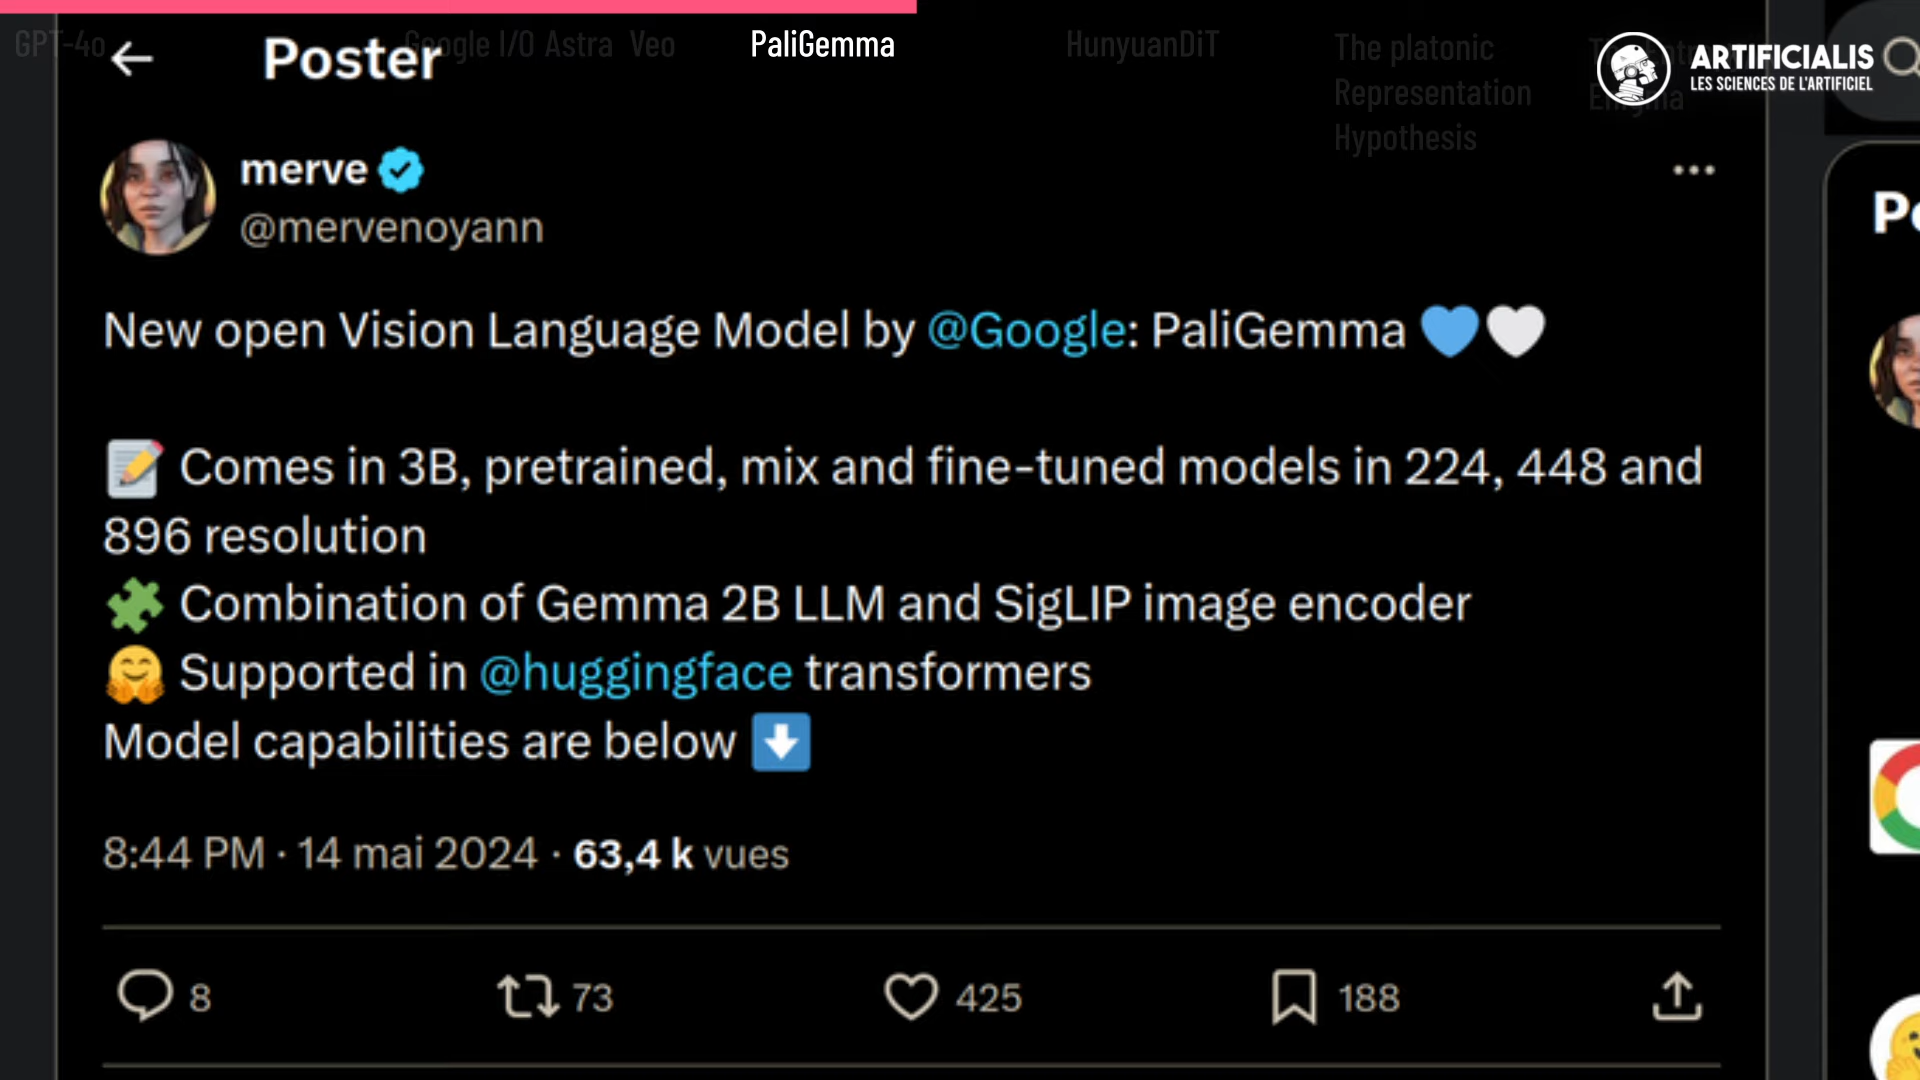 GPT-4o
Google I/O Astra Veo
PaliGemma
HunyuanDiT
The platonic
Representation
Hypothesis
ARTIFICIALIS
LES SCIENCES DE L'ARTIFICIEL
Poster
merve
@mervenoyann
New open Vision Language Model by @Google: PaliGemma 💙🤍
📝 Comes in 3B, pretrained, mix and fine-tuned models in 224, 448 and
896 resolution
🧩 Combination of Gemma 2B LLM and SigLIP image encoder
🤗 Supported in @huggingface transformers
Model capabilities are below ⬇️
8:44 PM · 14 mai 2024 · 63,4 k vues
8 73 425 188